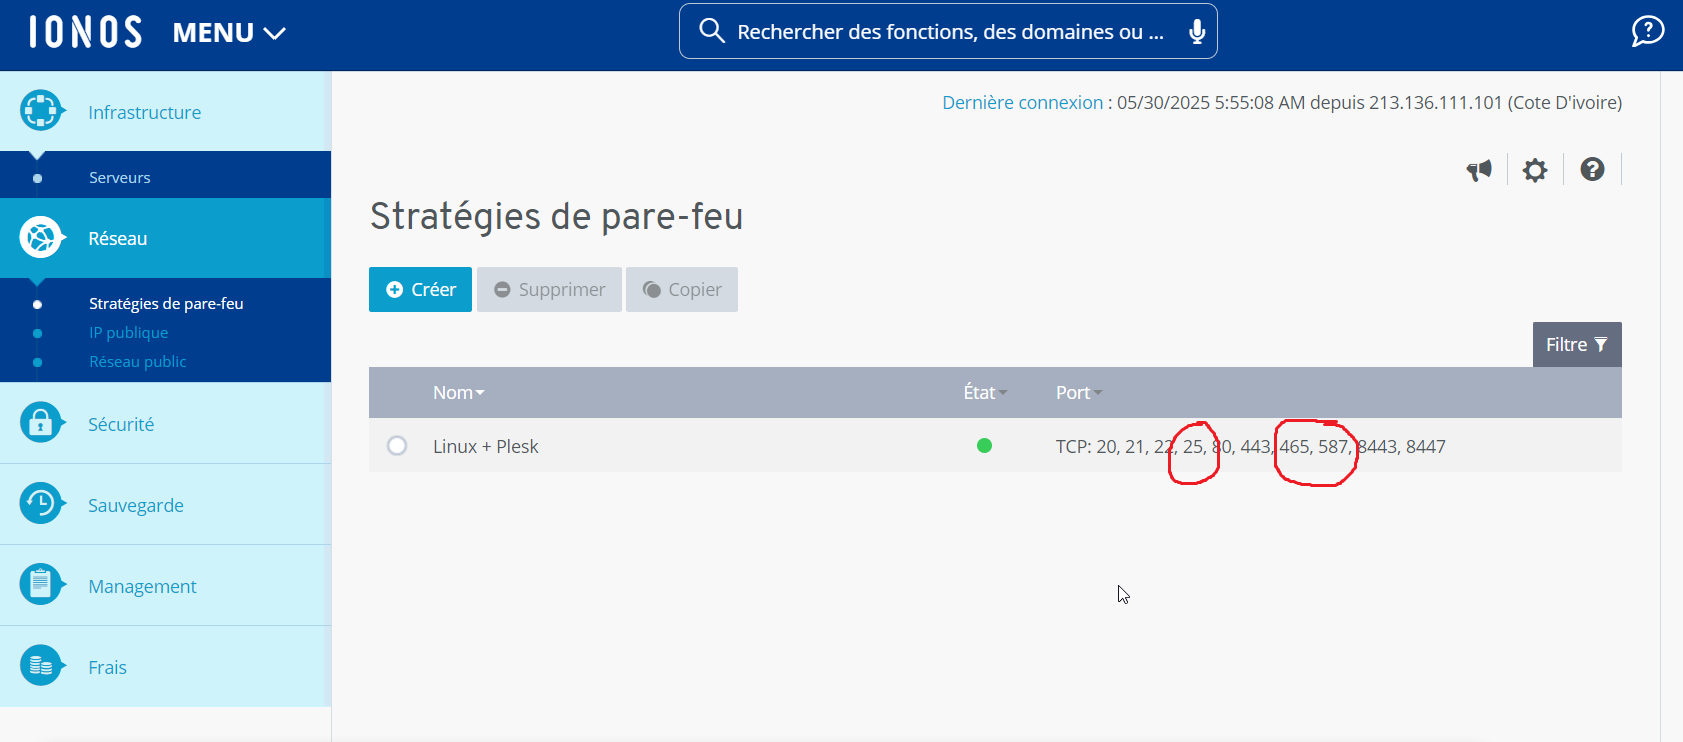 IONOS MENU Rechercher des fonctions, des domaines ou ...
Dernière connexion : 05/30/2025 5:55:08 AM depuis 213.136.111.101 (Cote D'ivoire)
Infrastructure
Serveurs
Réseau
Stratégies de pare-feu
IP publique
Réseau public
Sécurité
Sauvegarde
Management
Frais
Stratégies de pare-feu
Créer Supprimer Copier
Filtre
Nom État Port
Linux + Plesk TCP: 20, 21, 22, 25, 80, 443, 465, 587, 8443, 8447